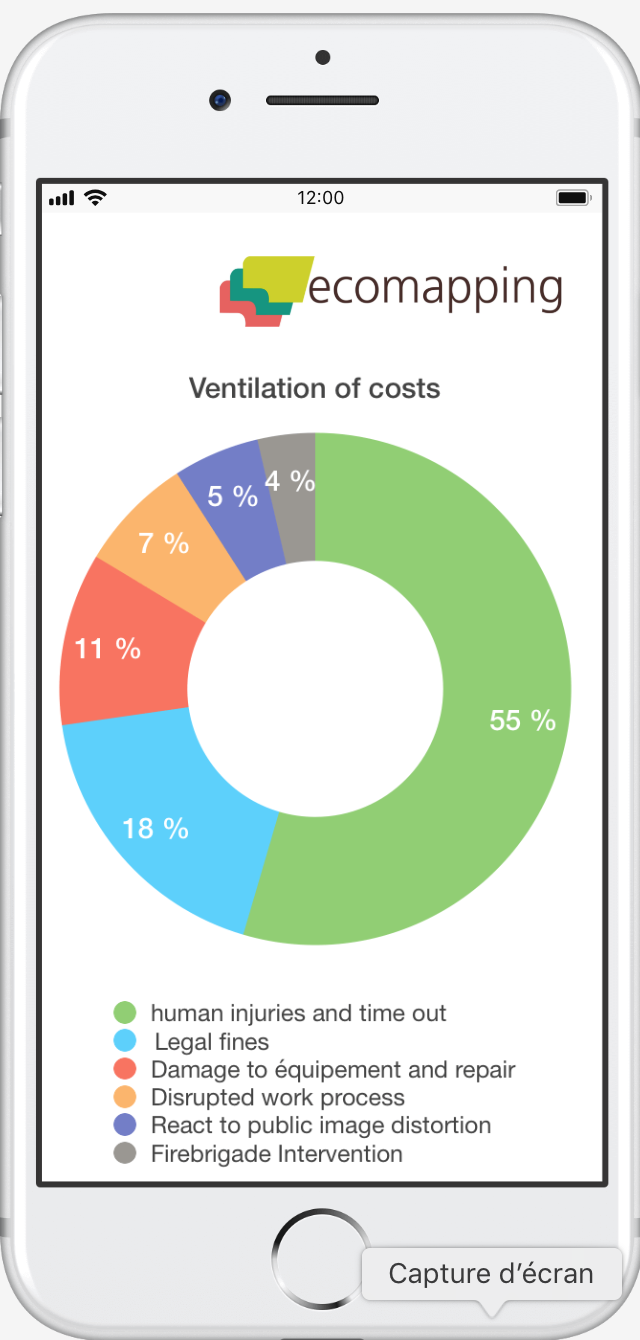 12:00
ecomapping
Ventilation of costs
4 %
5 %
7 %
11 %
55 %
18 %
human injuries and time out
Legal fines
Damage to équipement and repair
Disrupted work process
React to public image distortion
Firebrigade Intervention
Capture d’écran